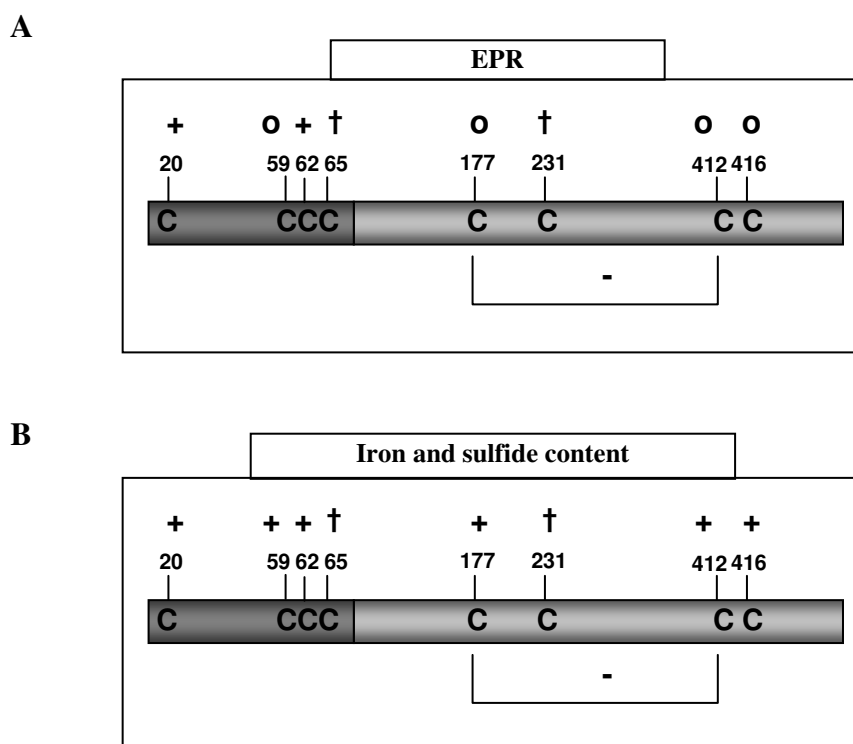 A
EPR
+ o + † o † o o
20 59 62 65 177 231 412 416
C CCC C C C C
-
B
Iron and sulfide content
+ + + † + † + +
20 59 62 65 177 231 412 416
C CCC C C C C
-